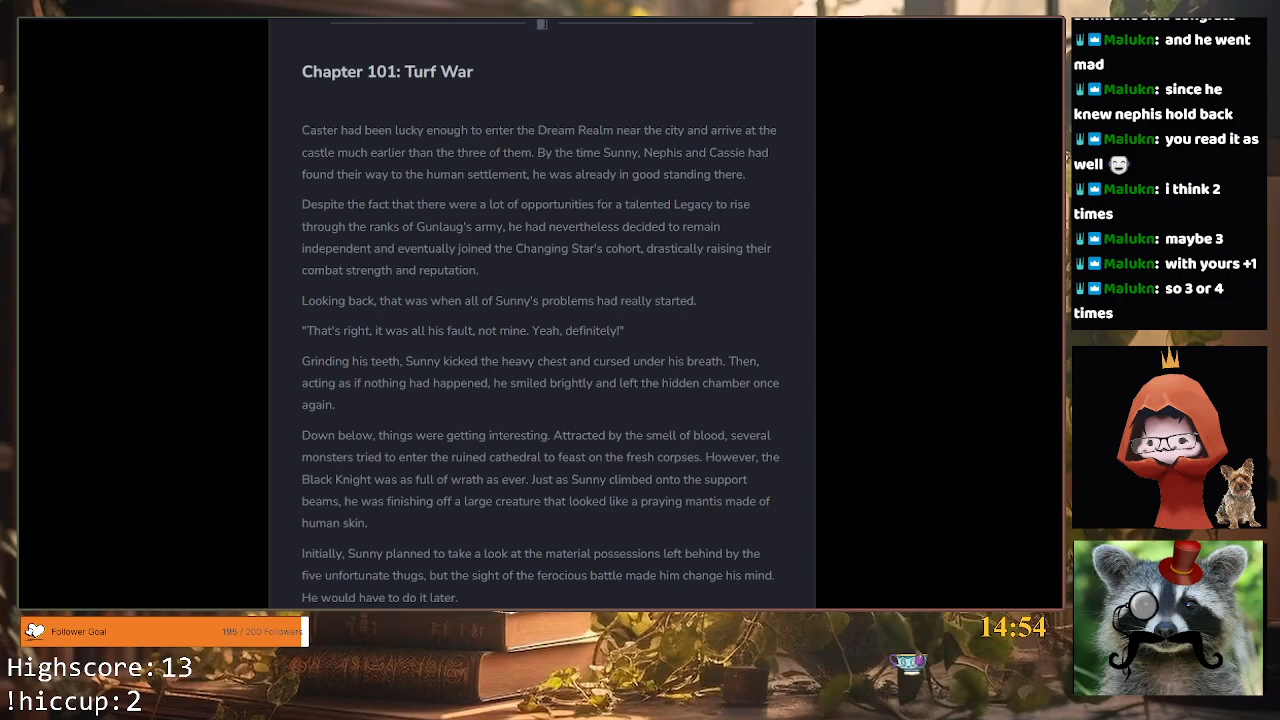 Chapter 101: Turf War
Caster had been lucky enough to enter the Dream Realm near the city and arrive at the
castle much earlier than the three of them. By the time Sunny, Nephis and Cassie had
found their way to the human settlement, he was already in good standing there.
Despite the fact that there were a lot of opportunities for a talented Legacy to rise
through the ranks of Gunlaug's army, he had nevertheless decided to remain
independent and eventually joined the Changing Star's cohort, drastically raising their
combat strength and reputation.
Looking back, that was when all of Sunny's problems had really started.
"That's right, it was all his fault, not mine. Yeah, definitely!"
Grinding his teeth, Sunny kicked the heavy chest and cursed under his breath. Then,
acting as if nothing had happened, he smiled brightly and left the hidden chamber once
again.
Down below, things were getting interesting. Attracted by the smell of blood, several
monsters tried to enter the ruined cathedral to feast on the fresh corpses. However, the
Black Knight was as full of wrath as ever. Just as Sunny climbed onto the support
beams, he was finishing off a large creature that looked like a praying mantis made of
human skin.
Initially, Sunny planned to take a look at the material possessions left behind by the
five unfortunate thugs, but the sight of the ferocious battle made him change his mind.
He would have to do it later.
Malukn: and he went
mad
Malukn: since he
knew nephis hold back
Malukn: you read it as
well
Malukn: i think 2
times
Malukn: maybe 3
Malukn: with yours +1
Malukn: so 3 or 4
times
Follower Goal
195 / 200 Followers
14:54
Highscore:13
!hiccup:2